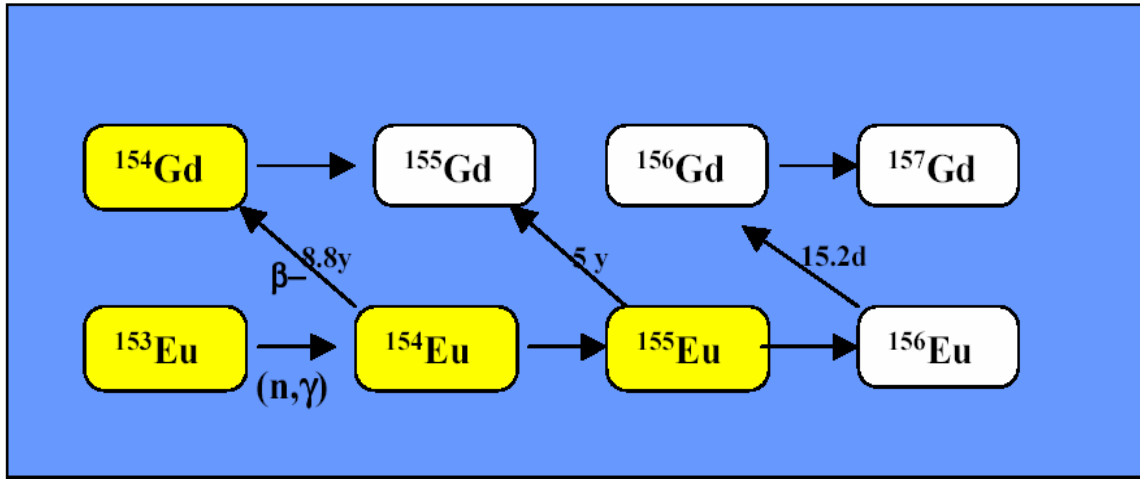 ¹⁵⁴Gd ¹⁵⁵Gd ¹⁵⁶Gd ¹⁵⁷Gd
β– 8.8y 5 y 15.2d
¹⁵³Eu ¹⁵⁴Eu ¹⁵⁵Eu ¹⁵⁶Eu
(n,γ)